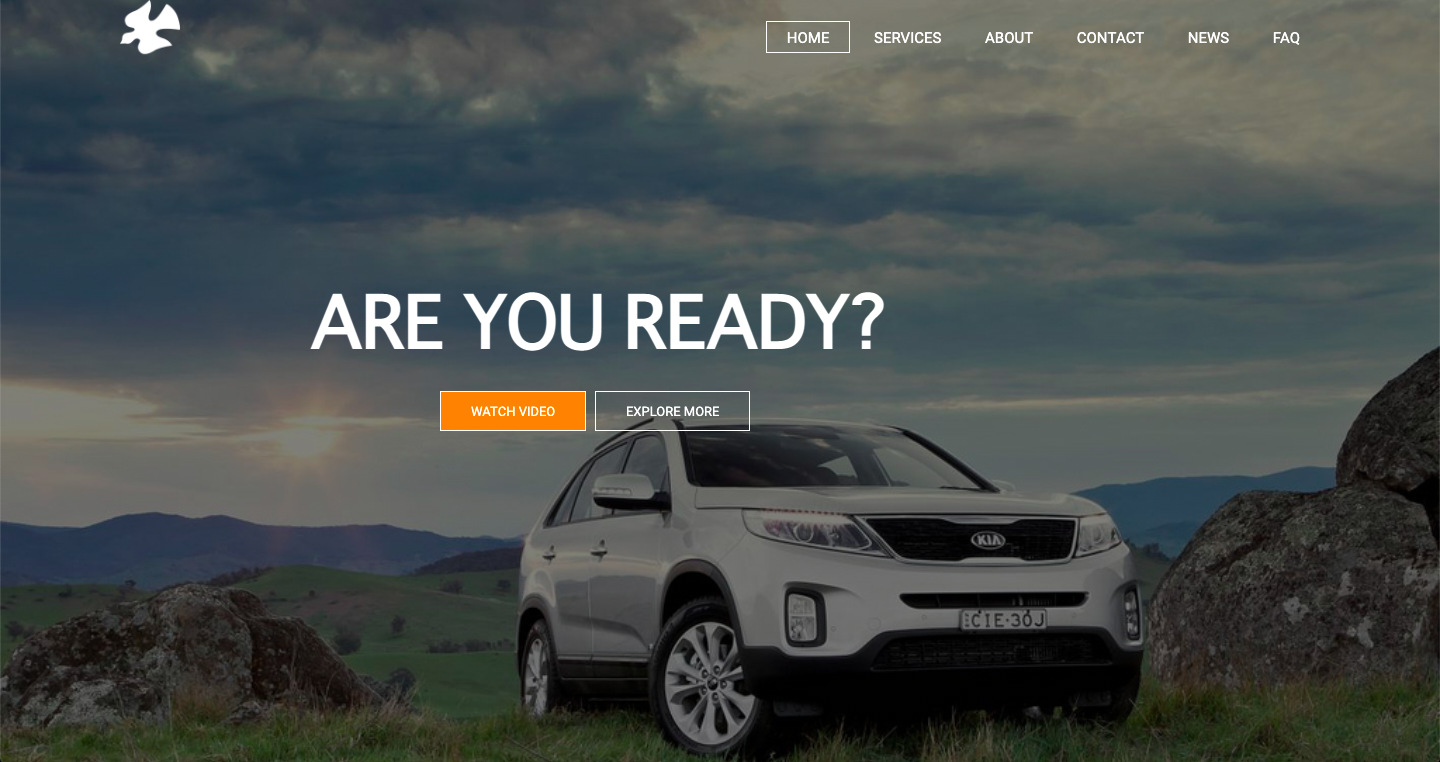 HOME SERVICES ABOUT CONTACT NEWS FAQ
ARE YOU READY?
WATCH VIDEO EXPLORE MORE
KIA
CIE·30J